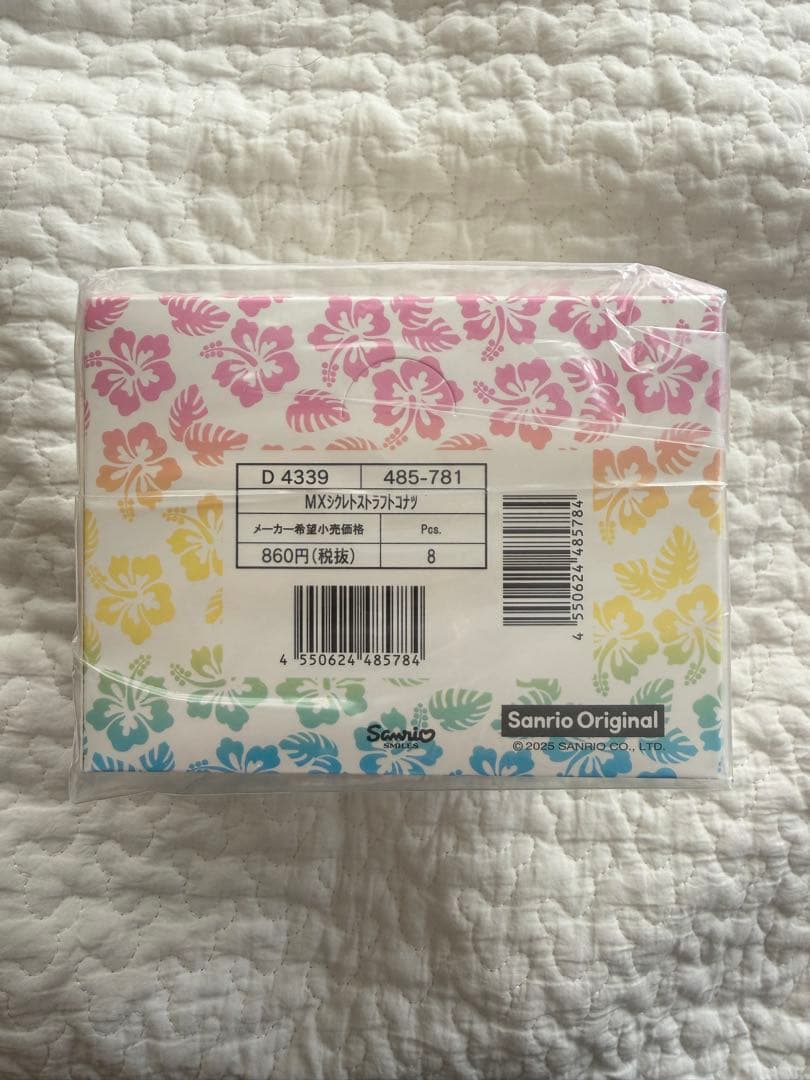 D 4339 485-781
MXシクレトストラフトコナツ
メーカー希望小売価格 Pcs.
860円(税抜) 8
4 550624 485784
4 550624 485784
Sanrio
SMILES
Sanrio Original
© 2025 SANRIO CO., LTD.